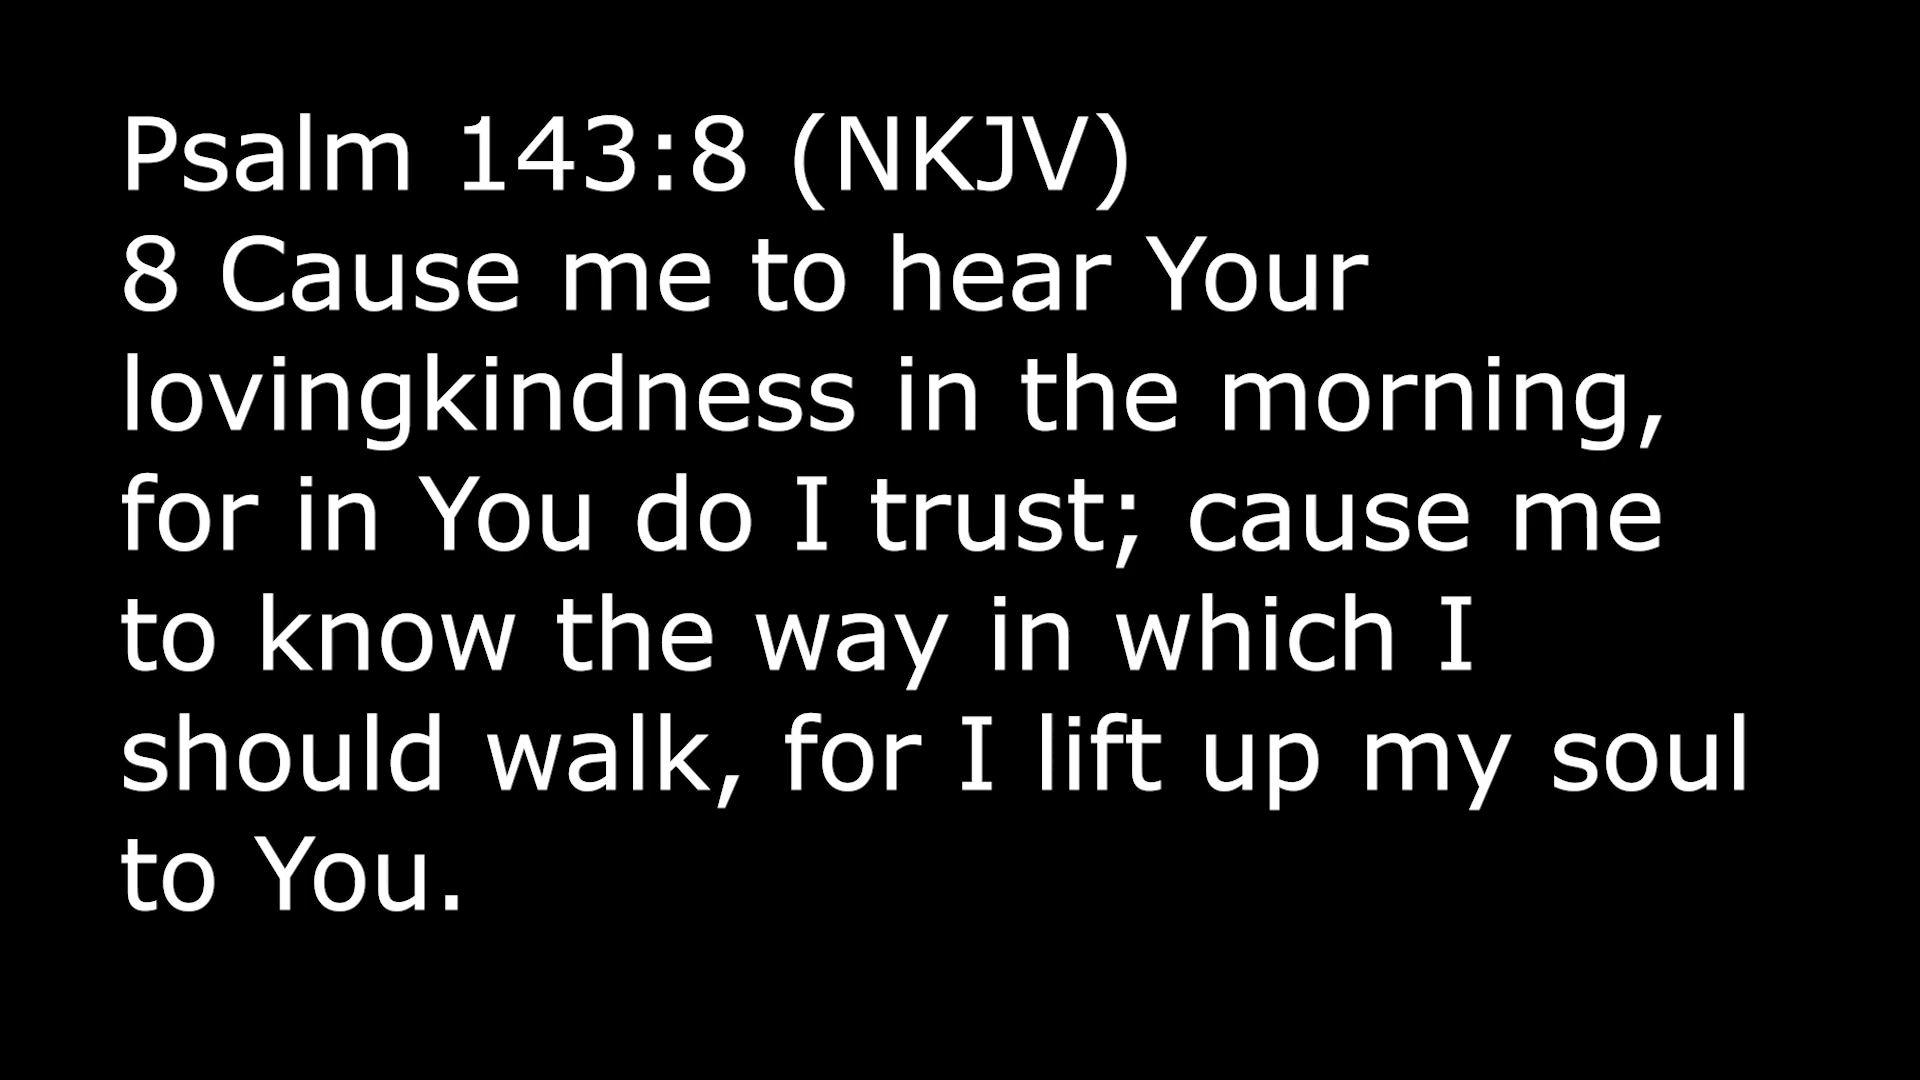 Psalm 143:8 (NKJV)
8 Cause me to hear Your
lovingkindness in the morning,
for in You do I trust; cause me
to know the way in which I
should walk, for I lift up my soul
to You.